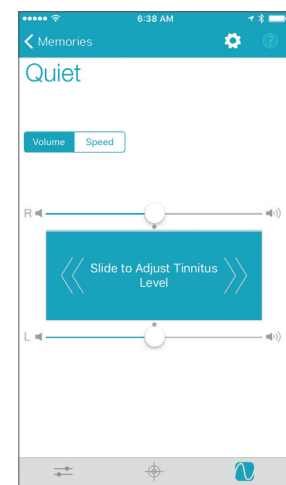 6:38 AM
Memories
?
Quiet
Volume Speed
R
Slide to Adjust Tinnitus
Level
L